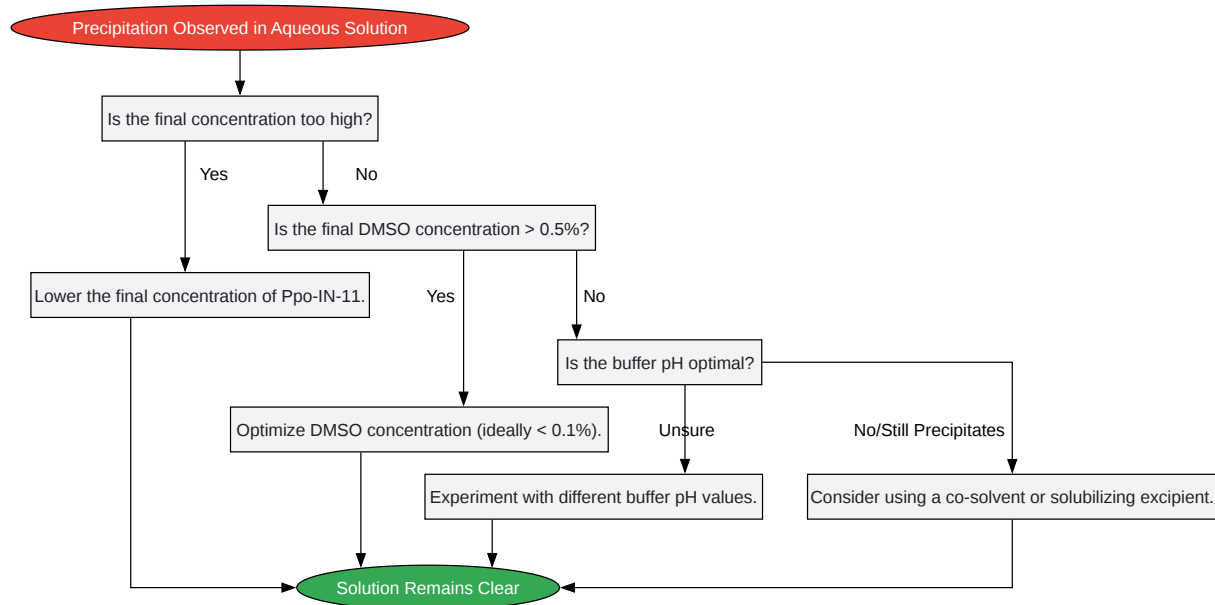 Precipitation Observed in Aqueous Solution
Is the final concentration too high?
Yes
No
Is the final DMSO concentration > 0.5%?
Lower the final concentration of Ppo-IN-11.
Yes
No
Is the buffer pH optimal?
Optimize DMSO concentration (ideally < 0.1%).
Unsure
No/Still Precipitates
Experiment with different buffer pH values.
Consider using a co-solvent or solubilizing excipient.
Solution Remains Clear